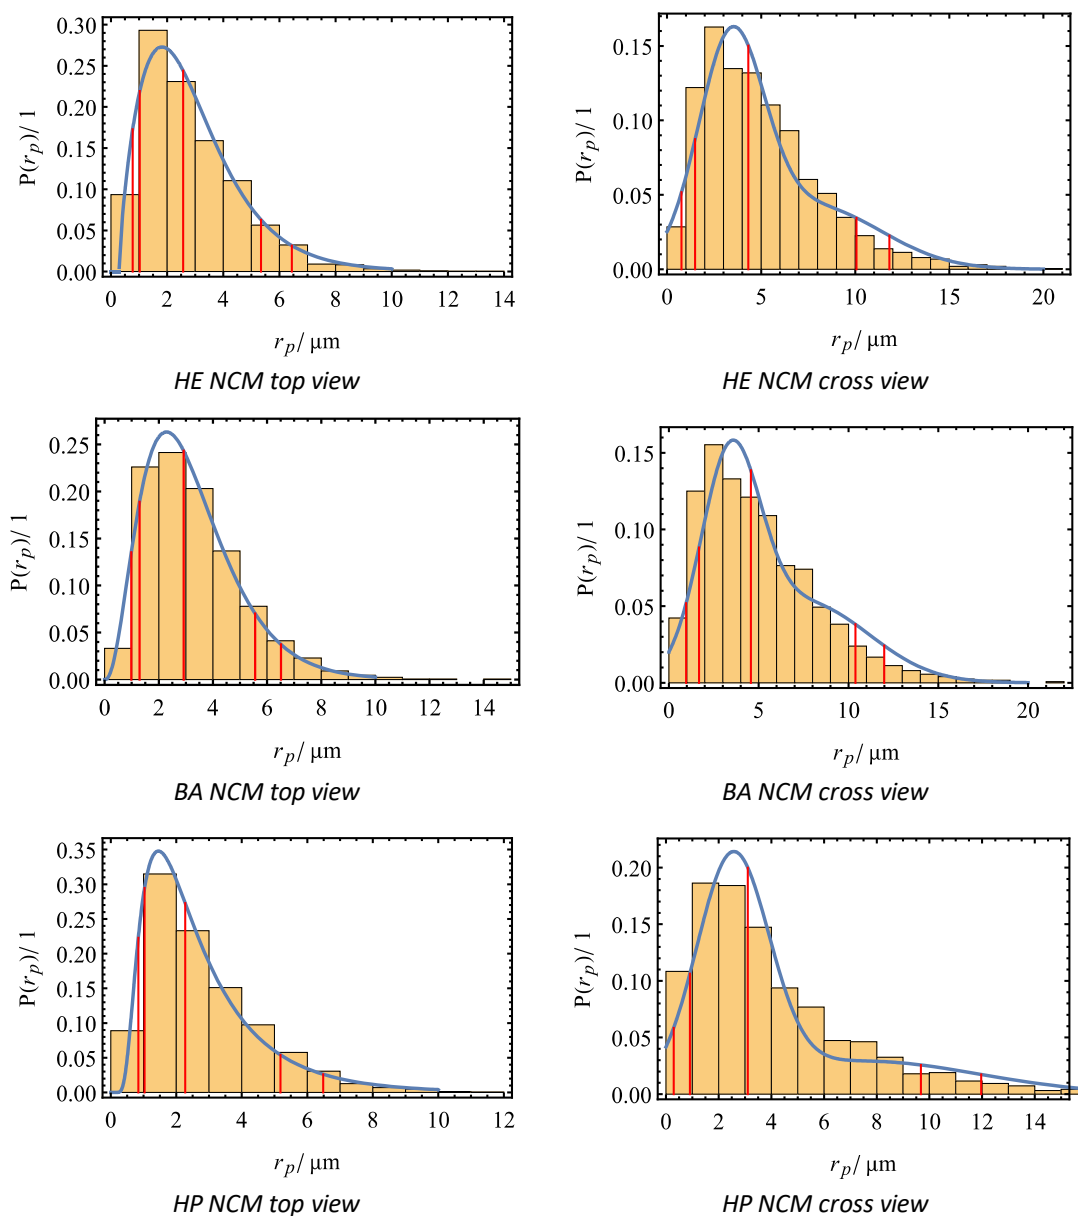 0.30
0.25
0.20
0.15
0.10
0.05
0.00
P(r_p)/ 1
0 2 4 6 8 10 12 14
r_p/ μm
HE NCM top view
0.15
0.10
0.05
0.00
P(r_p)/ 1
0 5 10 15 20
r_p/ μm
HE NCM cross view
0.25
0.20
0.15
0.10
0.05
0.00
P(r_p)/ 1
0 2 4 6 8 10 12 14
r_p/ μm
BA NCM top view
0.15
0.10
0.05
0.00
P(r_p)/ 1
0 5 10 15 20
r_p/ μm
BA NCM cross view
0.35
0.30
0.25
0.20
0.15
0.10
0.05
0.00
P(r_p)/ 1
0 2 4 6 8 10 12
r_p/ μm
HP NCM top view
0.20
0.15
0.10
0.05
0.00
P(r_p)/ 1
0 2 4 6 8 10 12 14
r_p/ μm
HP NCM cross view